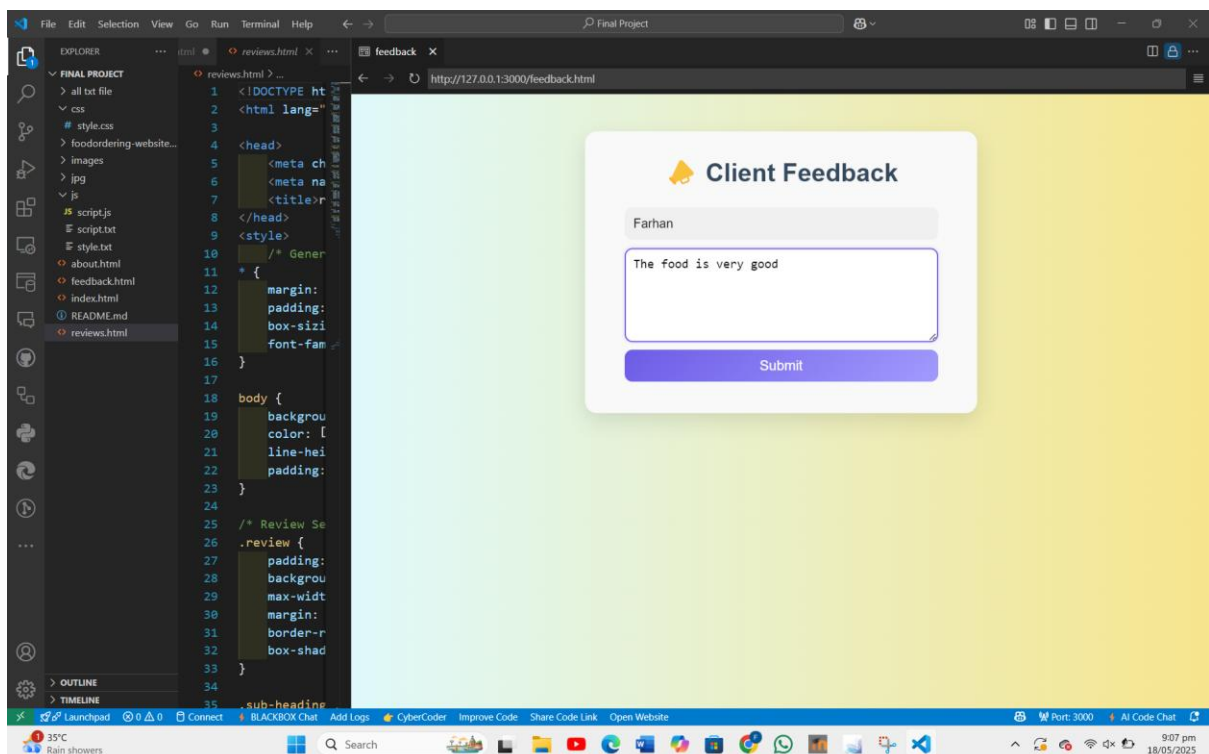 File Edit Selection View Go Run Terminal Help
Final Project
EXPLORER
FINAL PROJECT
> all txt file
css
# style.css
> foodordering-website...
> images
> jpg
js
JS script.js
script.txt
style.txt
about.html
feedback.html
index.html
README.md
reviews.html
> OUTLINE
> TIMELINE
reviews.html
reviews.html > ...
1 <!DOCTYPE ht
2 <html lang="
3
4 <head>
5 <meta ch
6 <meta na
7 <title>r
8 </head>
9 <style>
10 /* Gener
11 * {
12 margin:
13 padding:
14 box-sizi
15 font-fam
16 }
17
18 body {
19 backgrou
20 color: [
21 line-hei
22 padding:
23 }
24
25 /* Review Se
26 .review {
27 padding:
28 backgrou
29 max-widt
30 margin:
31 border-r
32 box-shad
33 }
34
35 .sub-heading
feedback
http://127.0.0.1:3000/feedback.html
Client Feedback
Farhan
The food is very good
Submit
Launchpad 0 0 Connect BLACKBOX Chat Add Logs CyberCoder Improve Code Share Code Link Open Website Port: 3000 AI Code Chat
1
35°C
Rain showers
Search
9:07 pm
18/05/2025